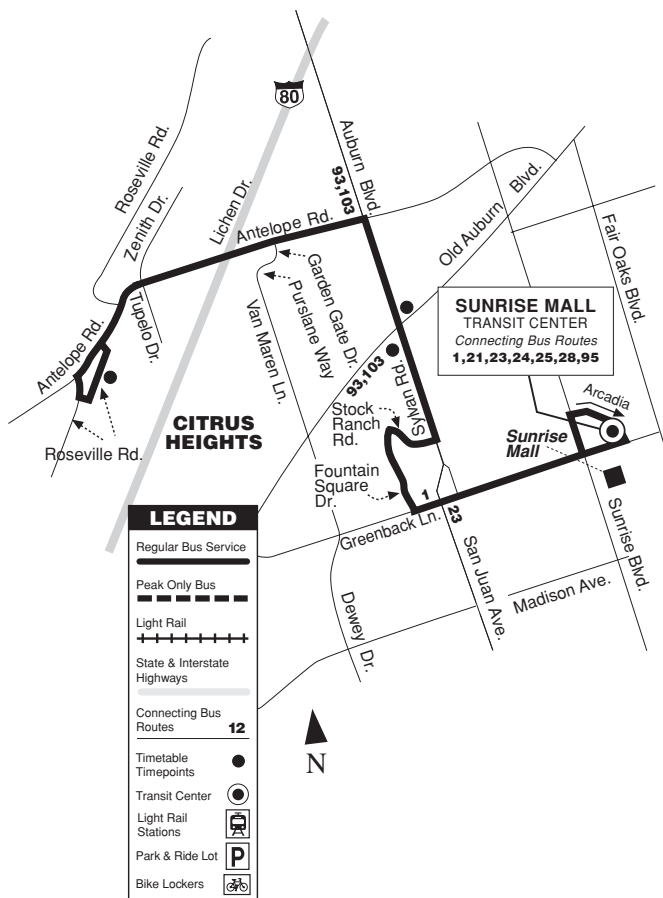 80
Roseville Rd.
Zenith Dr.
Lichen Dr.
Auburn Blvd.
93,103
Antelope Rd.
Old Auburn Blvd.
Fair Oaks Blvd.
Garden Gate Dr.
Purslane Way
Tupelo Dr.
Van Maren Ln.
Antelope Rd.
93,103
Sylvan Rd.
SUNRISE MALL
TRANSIT CENTER
Connecting Bus Routes
1,21,23,24,25,28,95
Arcadia
Stock
Ranch
Rd.
CITRUS
HEIGHTS
Roseville Rd.
Sunrise
Mall
Fountain
Square
Dr.
1
23
Greenback Ln.
San Juan Ave.
Sunrise Blvd.
Madison Ave.
Dewey Dr.
N
LEGEND
Regular Bus Service
Peak Only Bus
Light Rail
State & Interstate
Highways
Connecting Bus
Routes 12
Timetable
Timepoints
Transit Center
Light Rail
Stations
Park & Ride Lot P
Bike Lockers